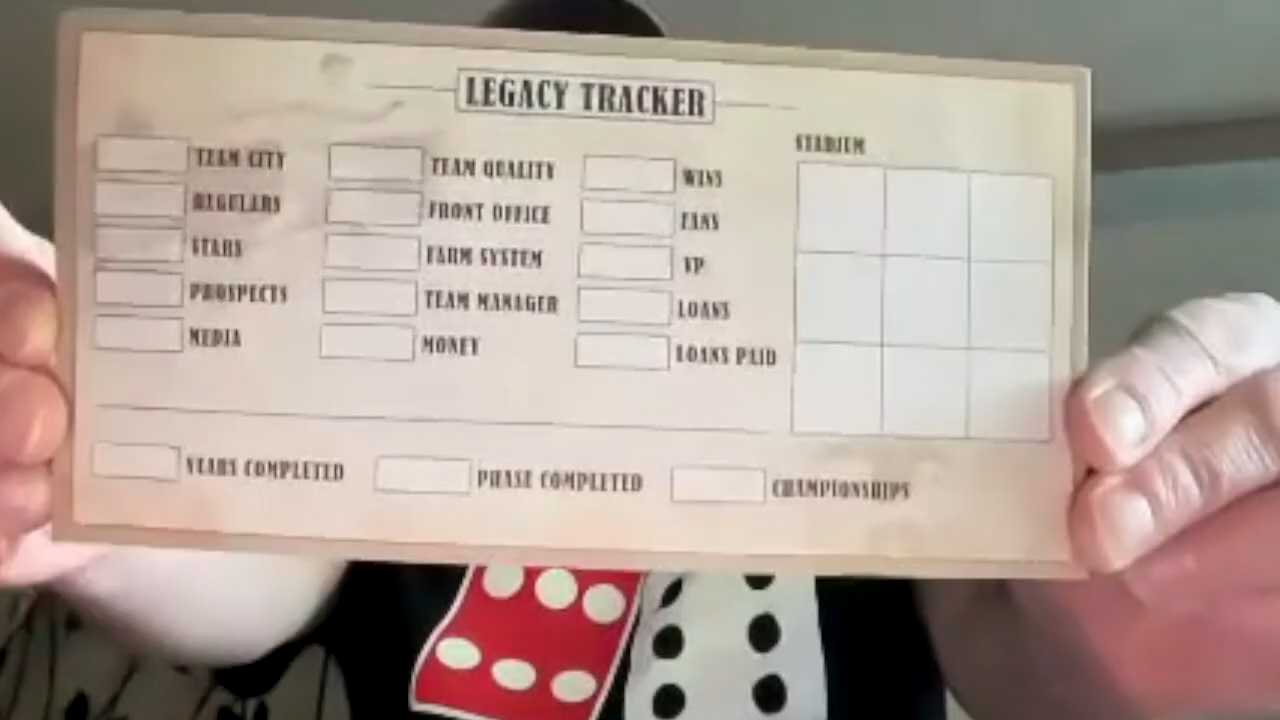 LEGACY TRACKER
STADIUM
TEAM CITY
REGULARS
STARS
PROSPECTS
MEDIA
TEAM QUALITY
FRONT OFFICE
FARM SYSTEM
TEAM MANAGER
MONEY
WINS
FANS
VP
LOANS
LOANS PAID
YEARS COMPLETED
PHASE COMPLETED
CHAMPIONSHIPS